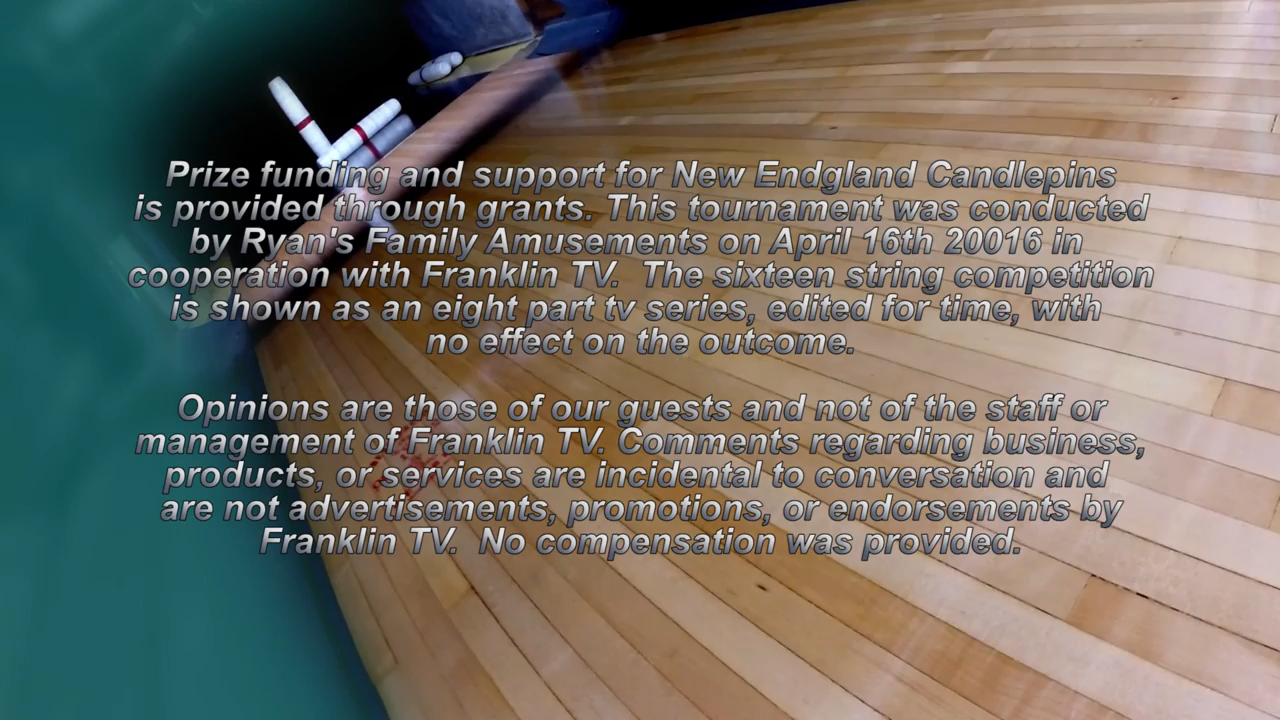 Prize funding and support for New Endgland Candlepins
is provided through grants. This tournament was conducted
by Ryan's Family Amusements on April 16th 20016 in
cooperation with Franklin TV. The sixteen string competition
is shown as an eight part tv series, edited for time, with
no effect on the outcome.
Opinions are those of our guests and not of the staff or
management of Franklin TV. Comments regarding business,
products, or services are incidental to conversation and
are not advertisements, promotions, or endorsements by
Franklin TV. No compensation was provided.